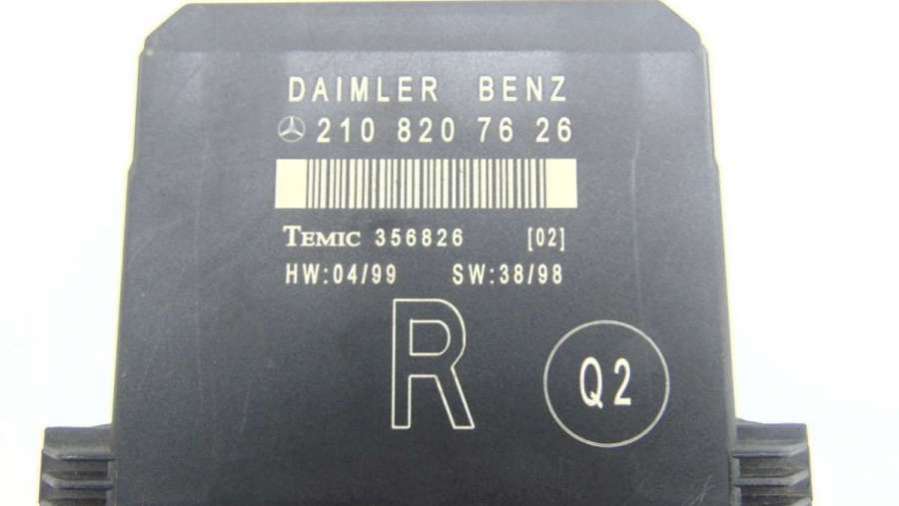 DAIMLER BENZ
210 820 76 26
TEMIC 356826 [02]
HW:04/99 SW:38/98
R
Q2